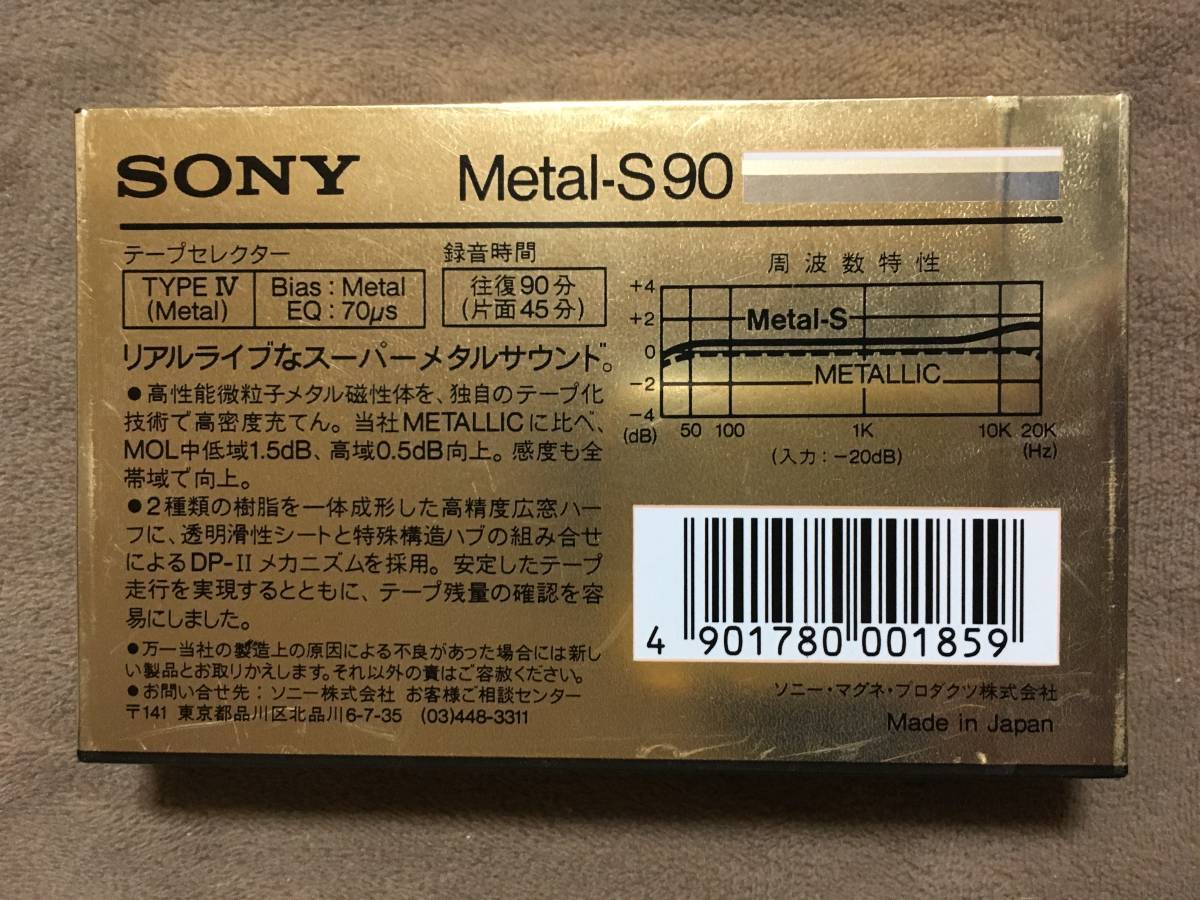 SONY Metal-S90
テープセレクター
TYPE Ⅳ
(Metal)
Bias : Metal
EQ : 70μs
録音時間
往復90分
(片面45分)
リアルライブなスーパーメタルサウンド。
●高性能微粒子メタル磁性体を、独自のテープ化
技術で高密度充てん。当社METALLICに比べ、
MOL中低域1.5dB、高域0.5dB向上。感度も全
帯域で向上。
●2種類の樹脂を一体成形した高精度広窓ハー
フに、透明滑性シートと特殊構造ハブの組み合せ
によるDP-Ⅱメカニズムを採用。安定したテープ
走行を実現するとともに、テープ残量の確認を容
易にしました。
●万一当社の製造上の原因による不良があった場合には新し
い製品とお取りかえします。それ以外の責はご容赦ください。
●お問い合せ先：ソニー株式会社 お客様ご相談センター
〒141 東京都品川区北品川6-7-35 (03)448-3311
周波数特性
+4
+2
0
−2
−4
(dB)
Metal-S
METALLIC
50 100 1K 10K 20K
(Hz)
(入力：−20dB)
4 901780 001859
ソニー・マグネ・プロダクツ株式会社
Made in Japan